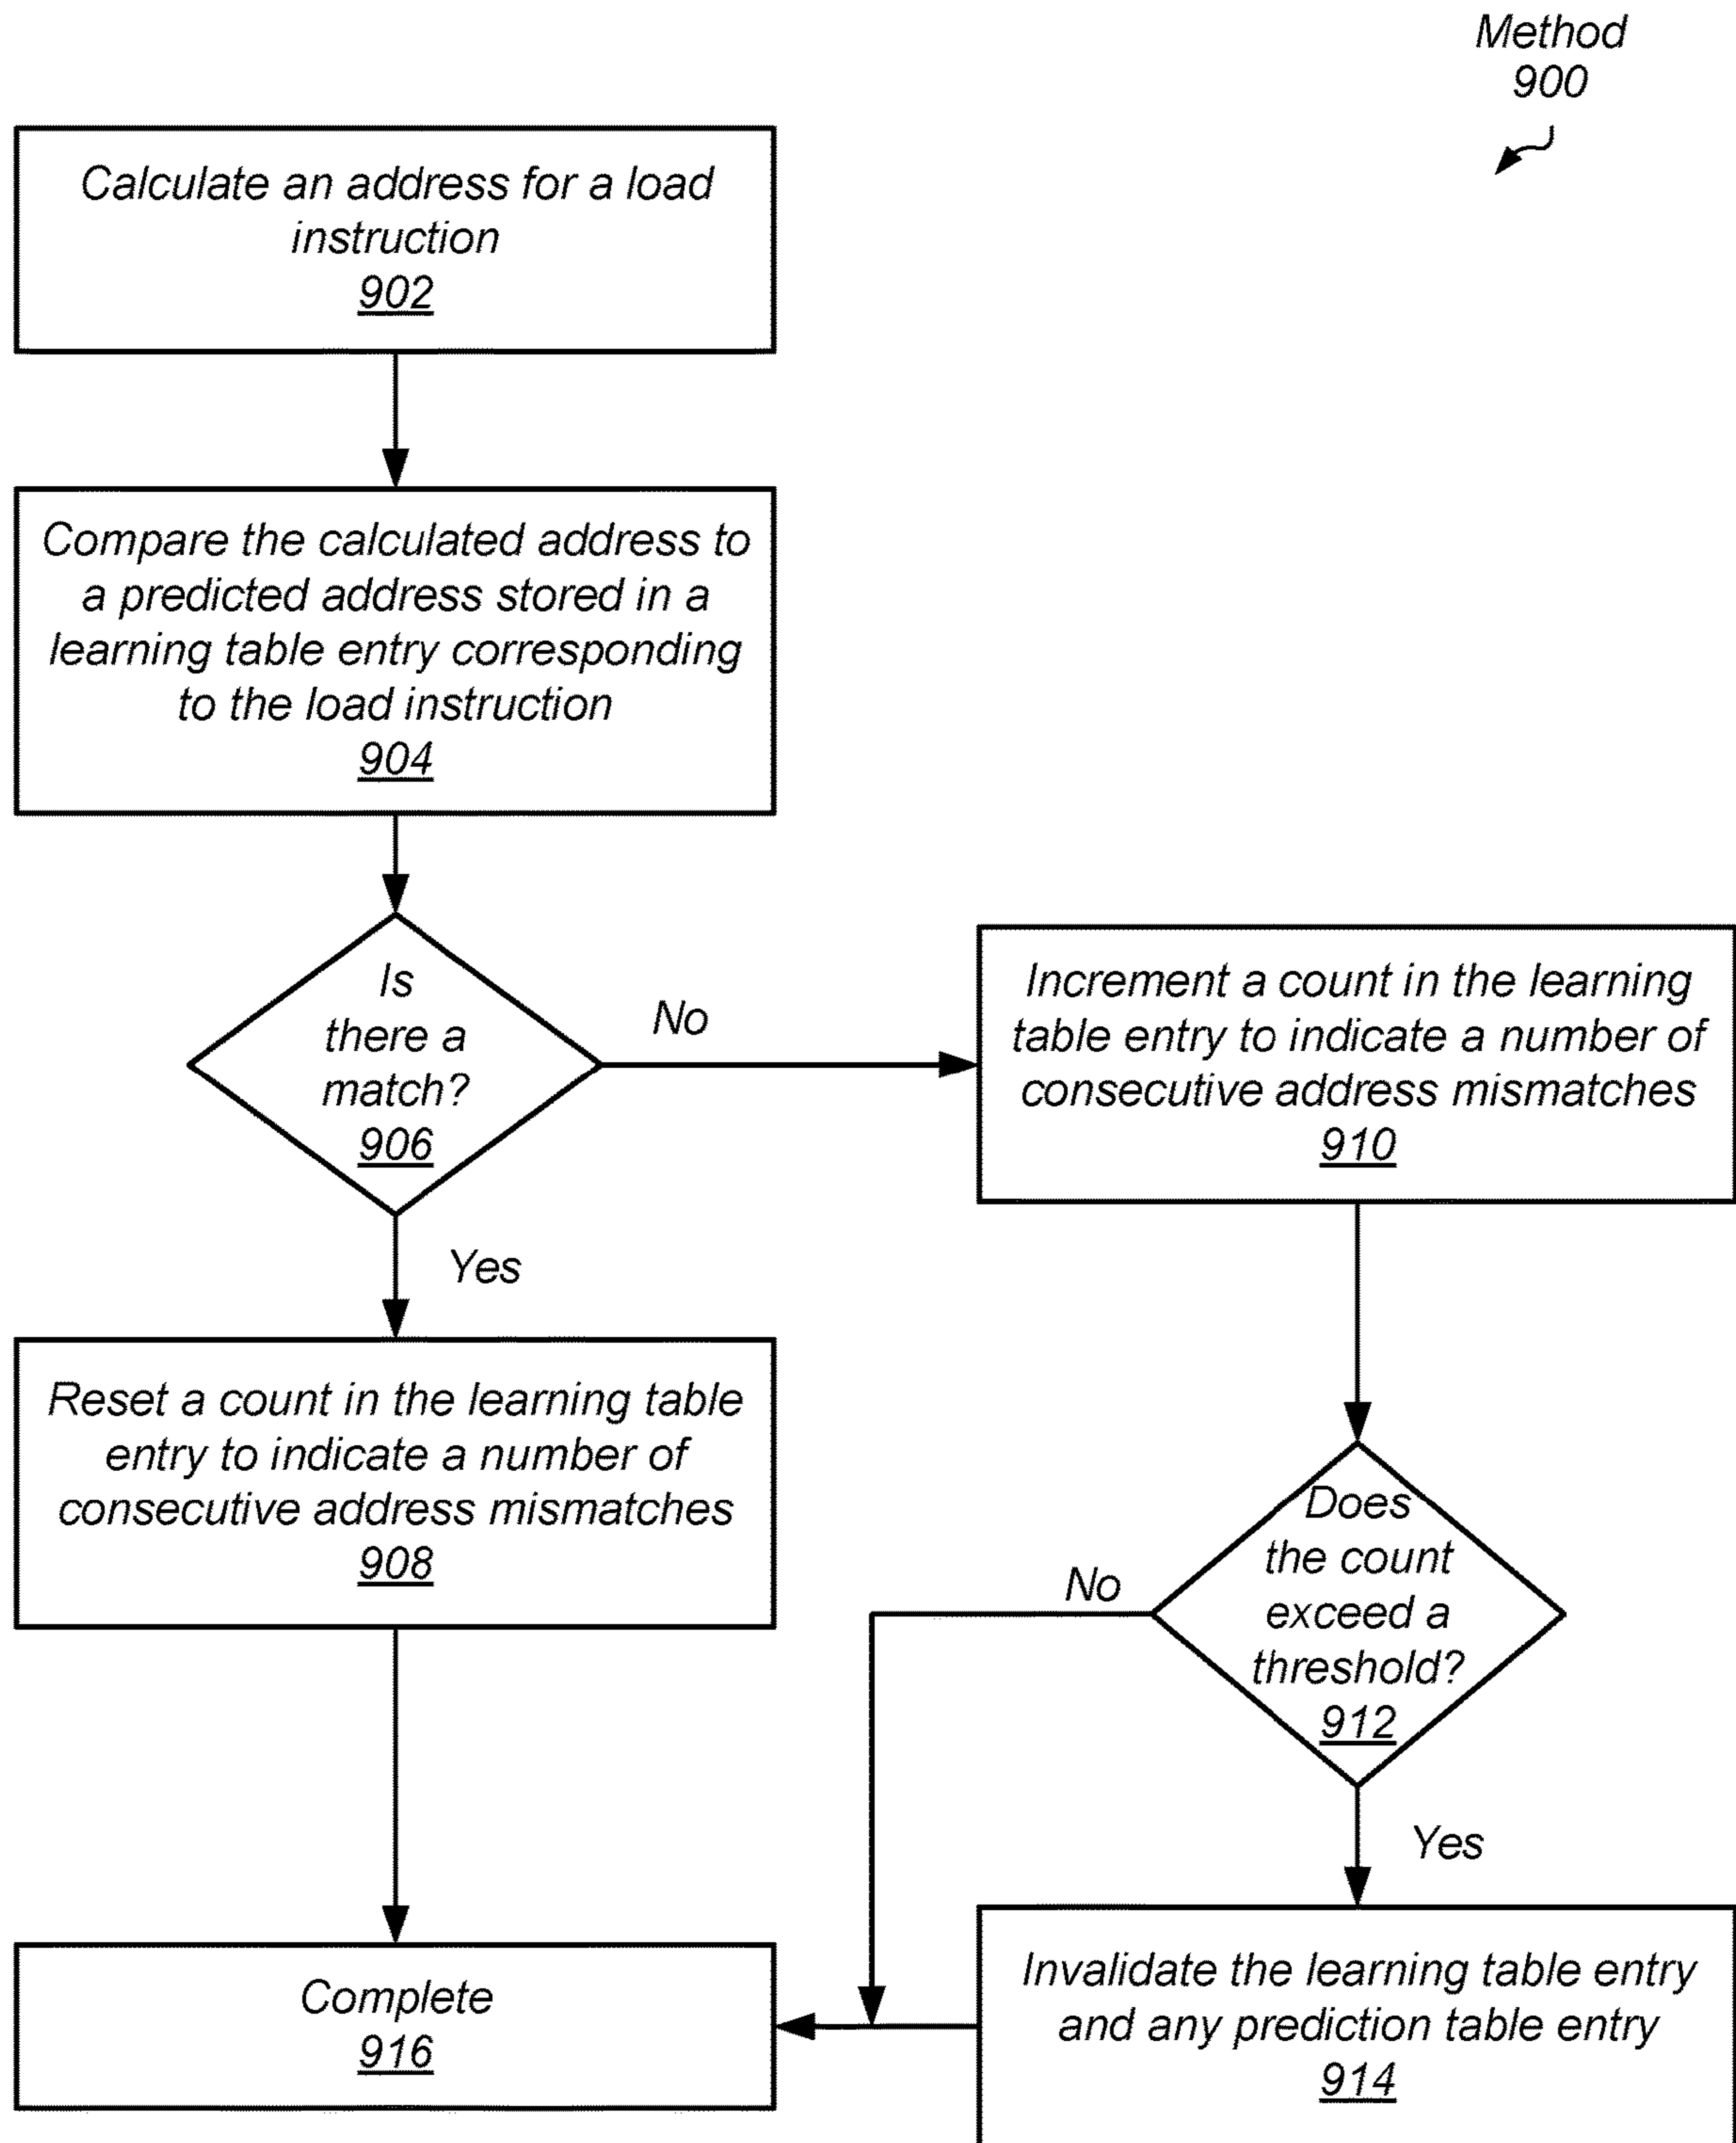 Method
900
Calculate an address for a load
instruction
902
Compare the calculated address to
a predicted address stored in a
learning table entry corresponding
to the load instruction
904
Is
there a
match?
906
No
Yes
Increment a count in the learning
table entry to indicate a number of
consecutive address mismatches
910
Reset a count in the learning table
entry to indicate a number of
consecutive address mismatches
908
Does
the count
exceed a
threshold?
912
No
Yes
Invalidate the learning table entry
and any prediction table entry
914
Complete
916